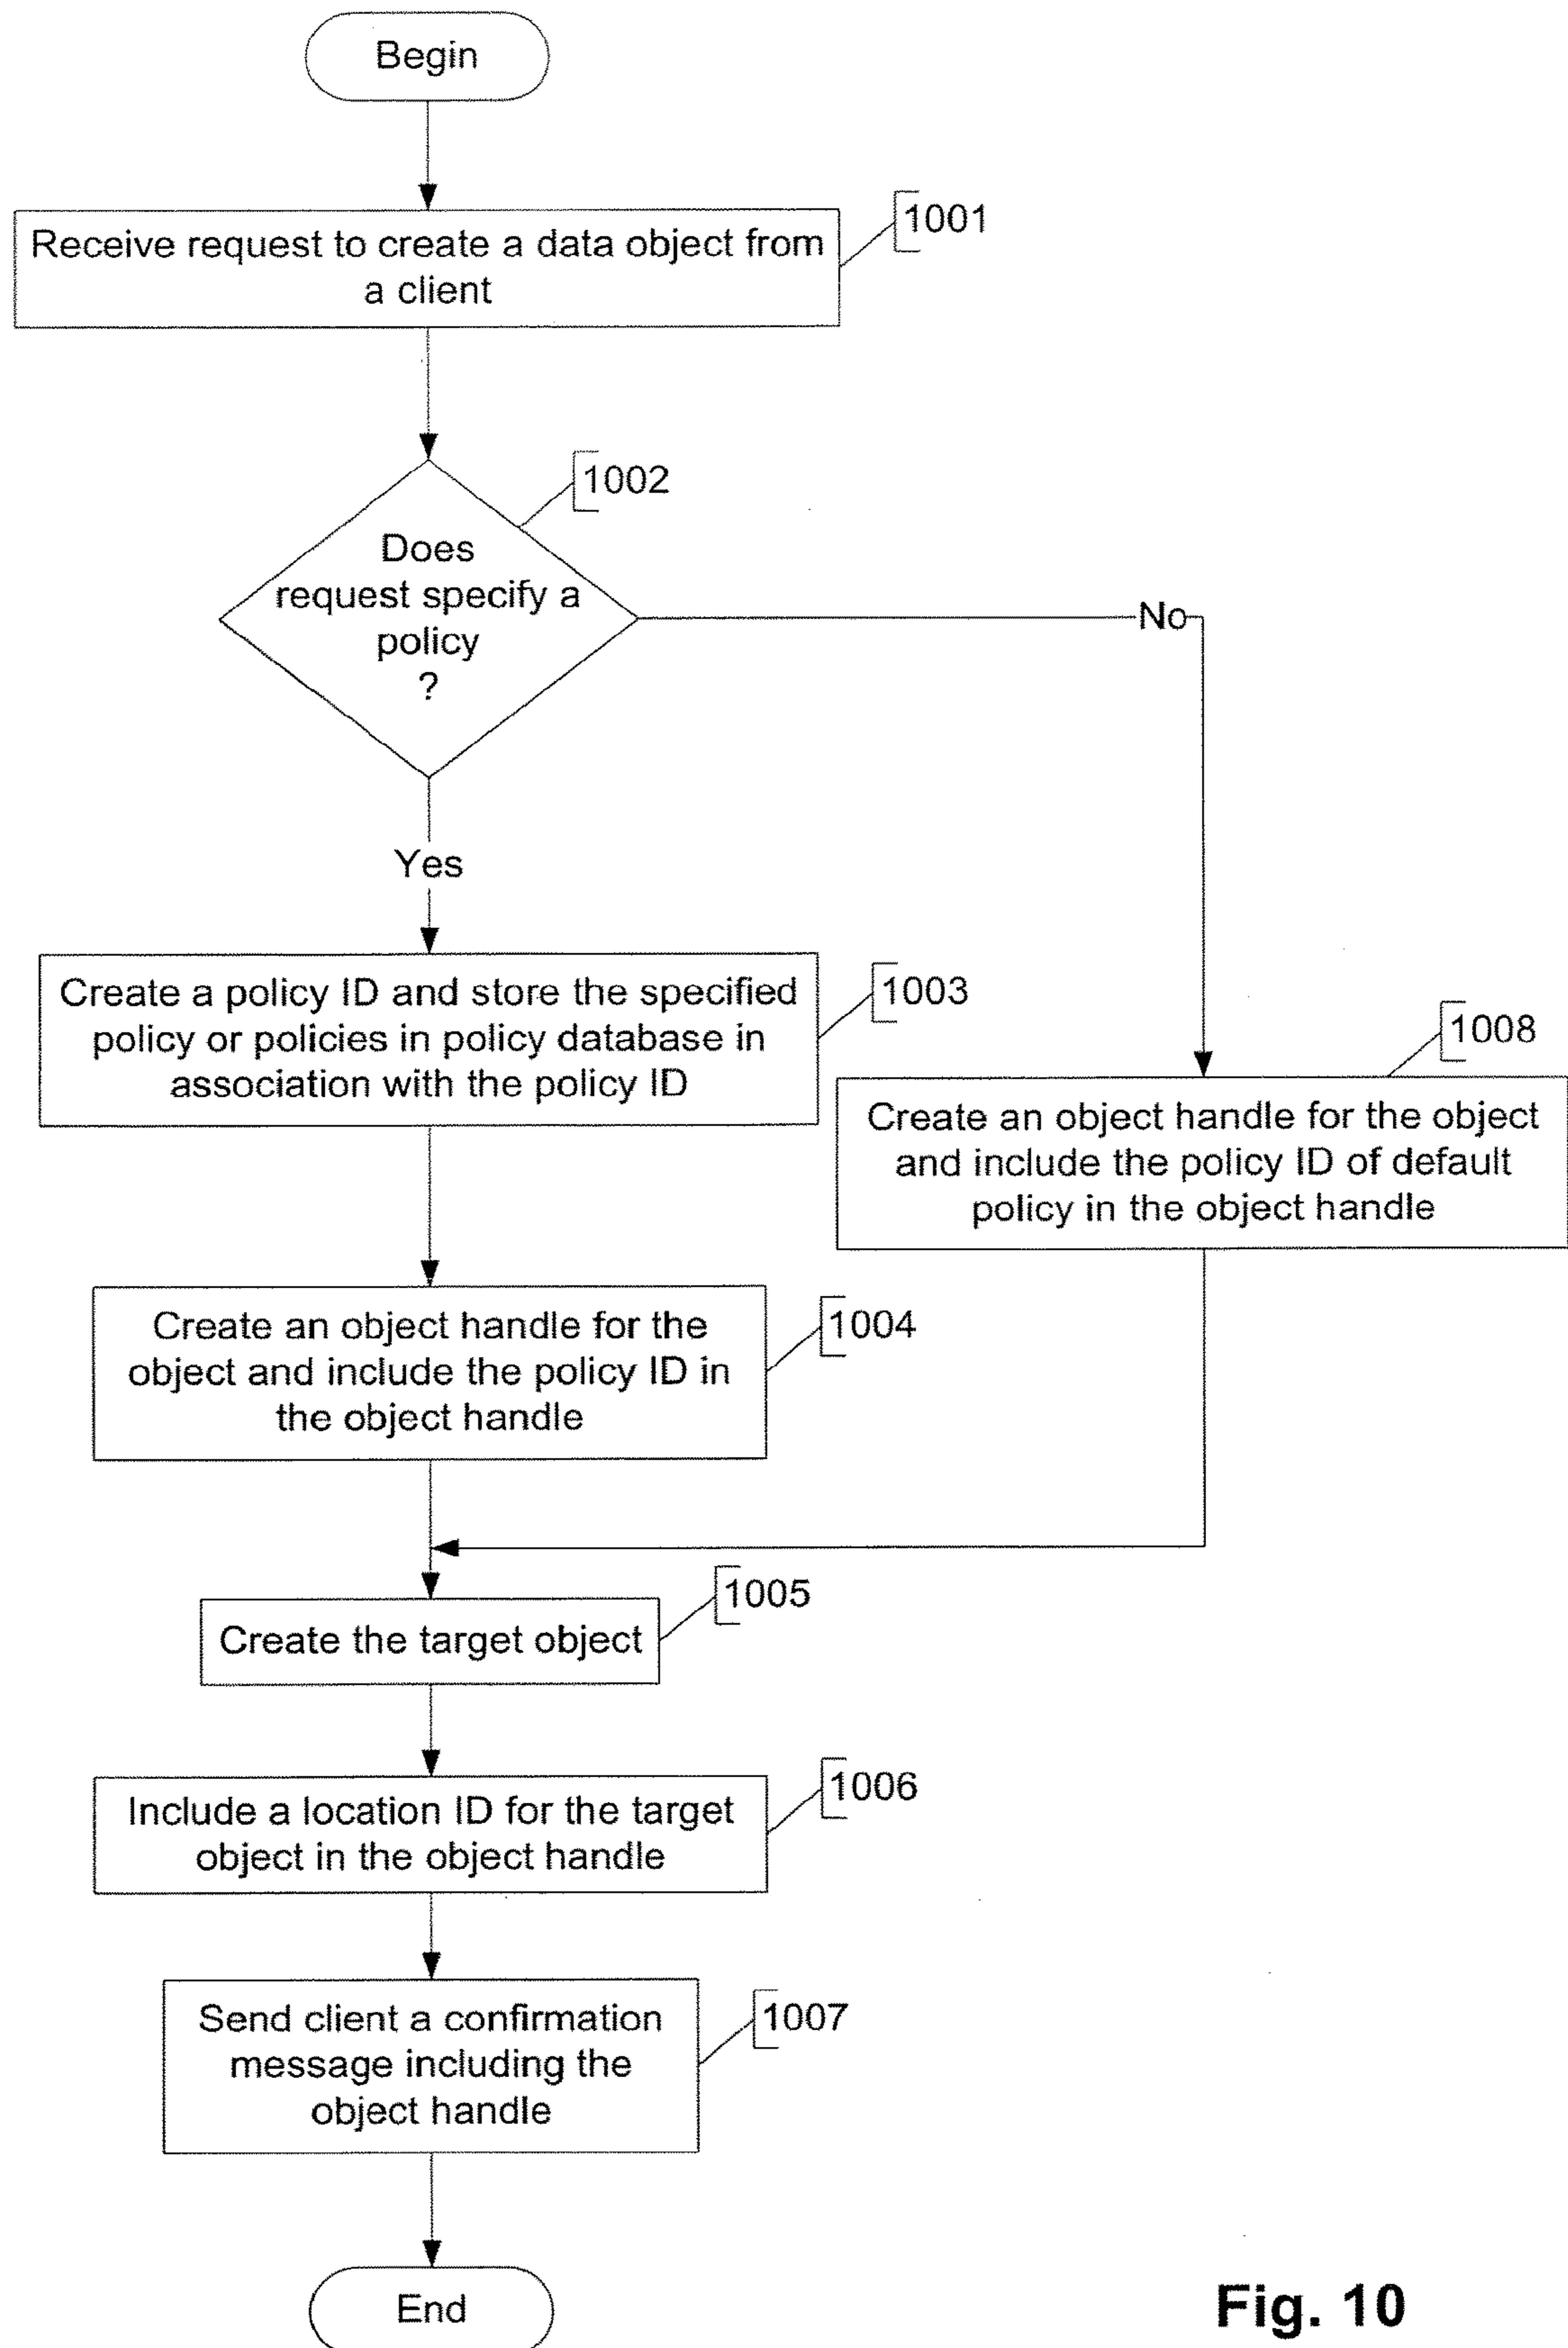 Begin
Receive request to create a data object from
a client
1001
1002
Does
request specify a
policy
?
No
Yes
Create a policy ID and store the specified
policy or policies in policy database in
association with the policy ID
1003
1008
Create an object handle for the object
and include the policy ID of default
policy in the object handle
Create an object handle for the
object and include the policy ID in
the object handle
1004
1005
Create the target object
1006
Include a location ID for the target
object in the object handle
Send client a confirmation
message including the
object handle
1007
End
Fig. 10